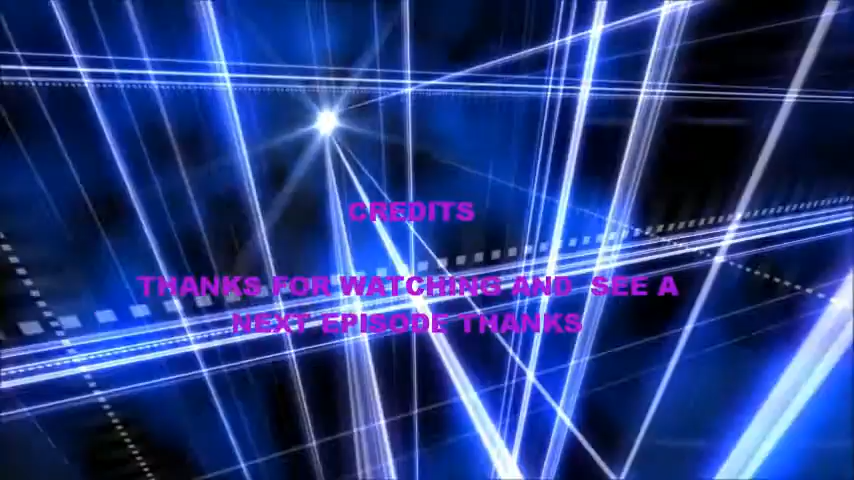 CREDITS
THANKS FOR WATCHING AND SEE A
NEXT EPISODE THANKS